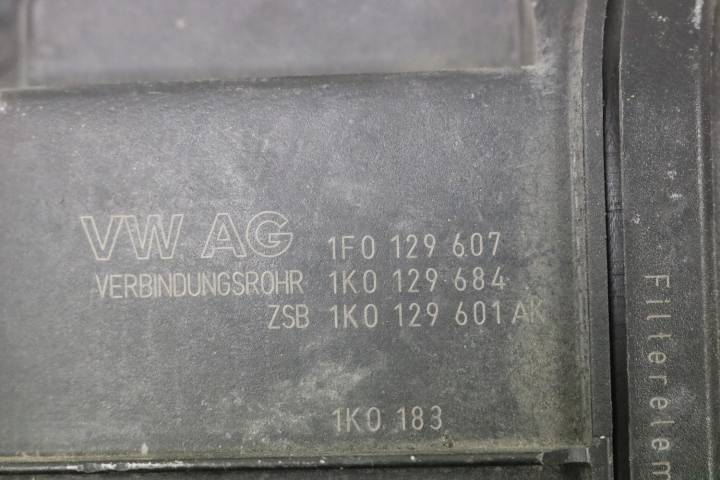 VW AG 1F0 129 607
VERBINDUNGSROHR 1K0 129 684
ZSB 1K0 129 601 AK
1K0 183
Filterelem